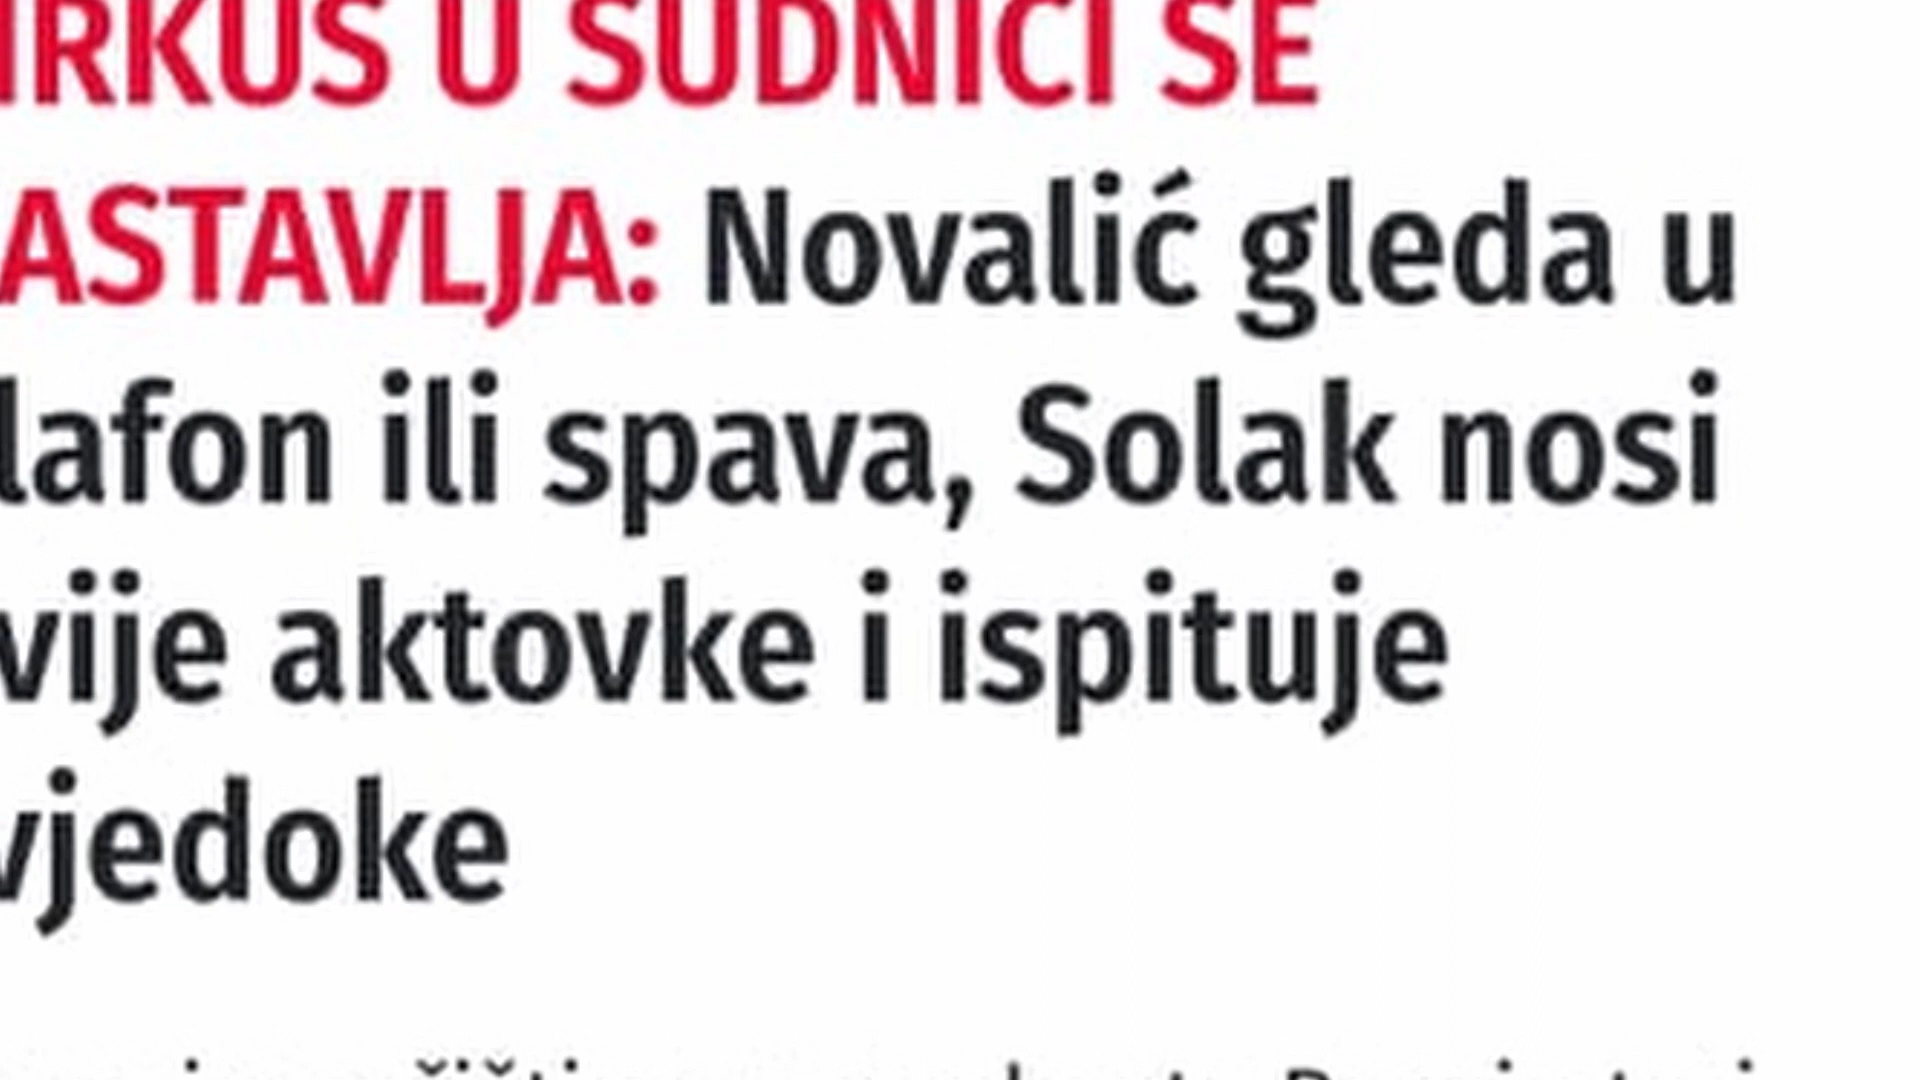 IRKUS U SUDNICI SE
ASTAVLJA: Novalić gleda u
lafon ili spava, Solak nosi
vije aktovke i ispituje
vjedoke